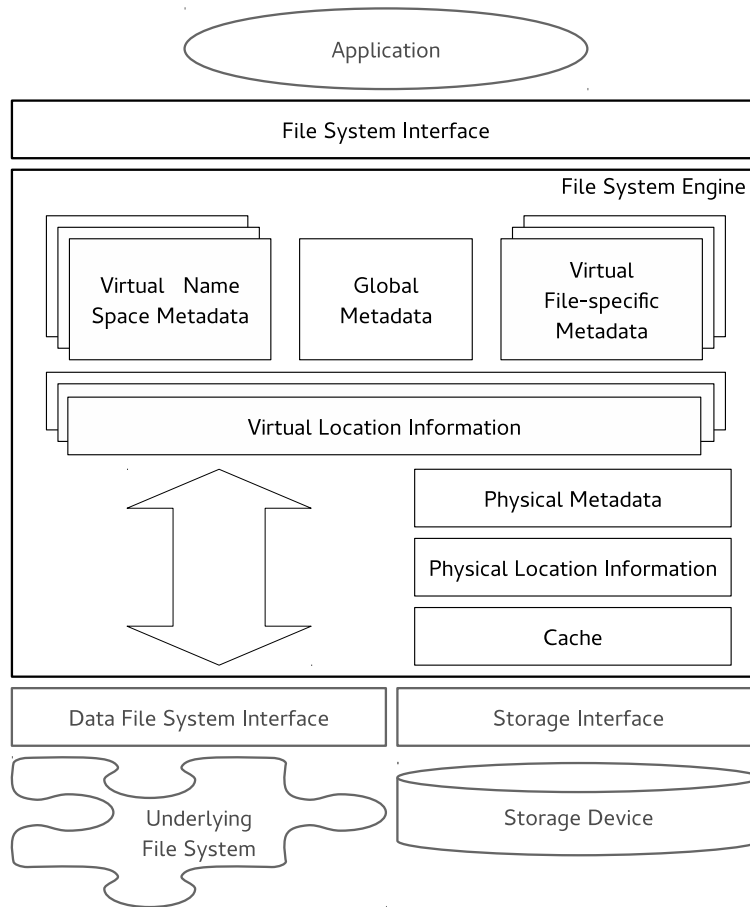 Application
File System Interface
File System Engine
Virtual Name
Space Metadata
Global
Metadata
Virtual
File-specific
Metadata
Virtual Location Information
Physical Metadata
Physical Location Information
Cache
Data File System Interface
Storage Interface
Underlying
File System
Storage Device